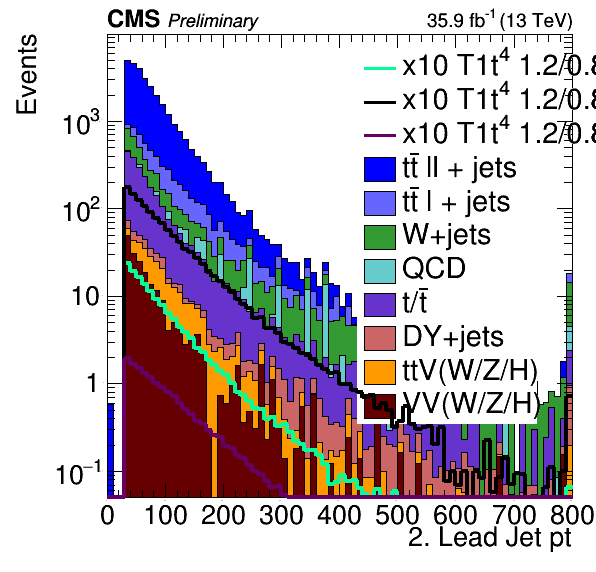 CMS Preliminary 35.9 fb⁻¹ (13 TeV)
Events
x10 T1t⁴ 1.2/0.8
x10 T1t⁴ 1.2/0.8
x10 T1t⁴ 1.2/0.8
tt̄ ll + jets
tt̄ l + jets
W+jets
QCD
t/t̄
DY+jets
ttV(W/Z/H)
VV(W/Z/H)
10³
10²
10
1
10⁻¹
0 100 200 300 400 500 600 700 800
2. Lead Jet pt